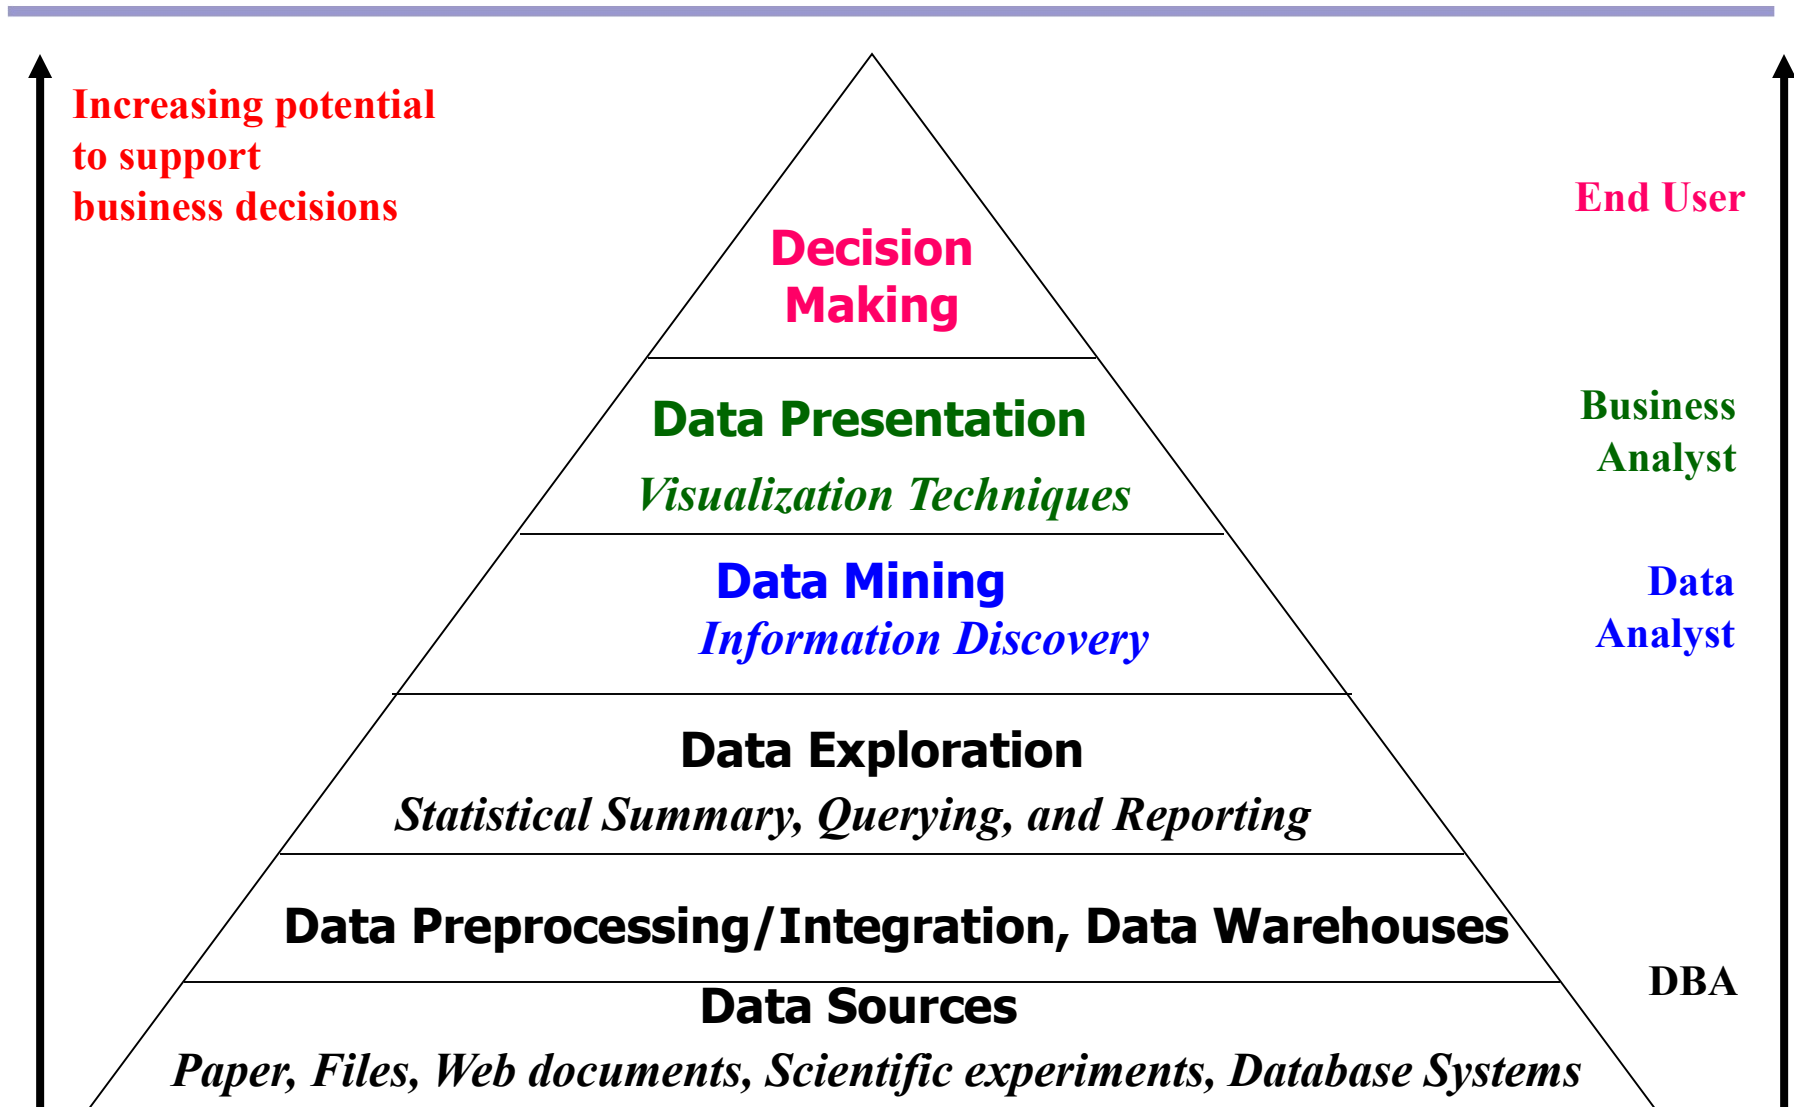 Increasing potential
to support
business decisions
End User
Decision
Making
Data Presentation
Visualization Techniques
Business
Analyst
Data Mining
Information Discovery
Data
Analyst
Data Exploration
Statistical Summary, Querying, and Reporting
Data Preprocessing/Integration, Data Warehouses
DBA
Data Sources
Paper, Files, Web documents, Scientific experiments, Database Systems